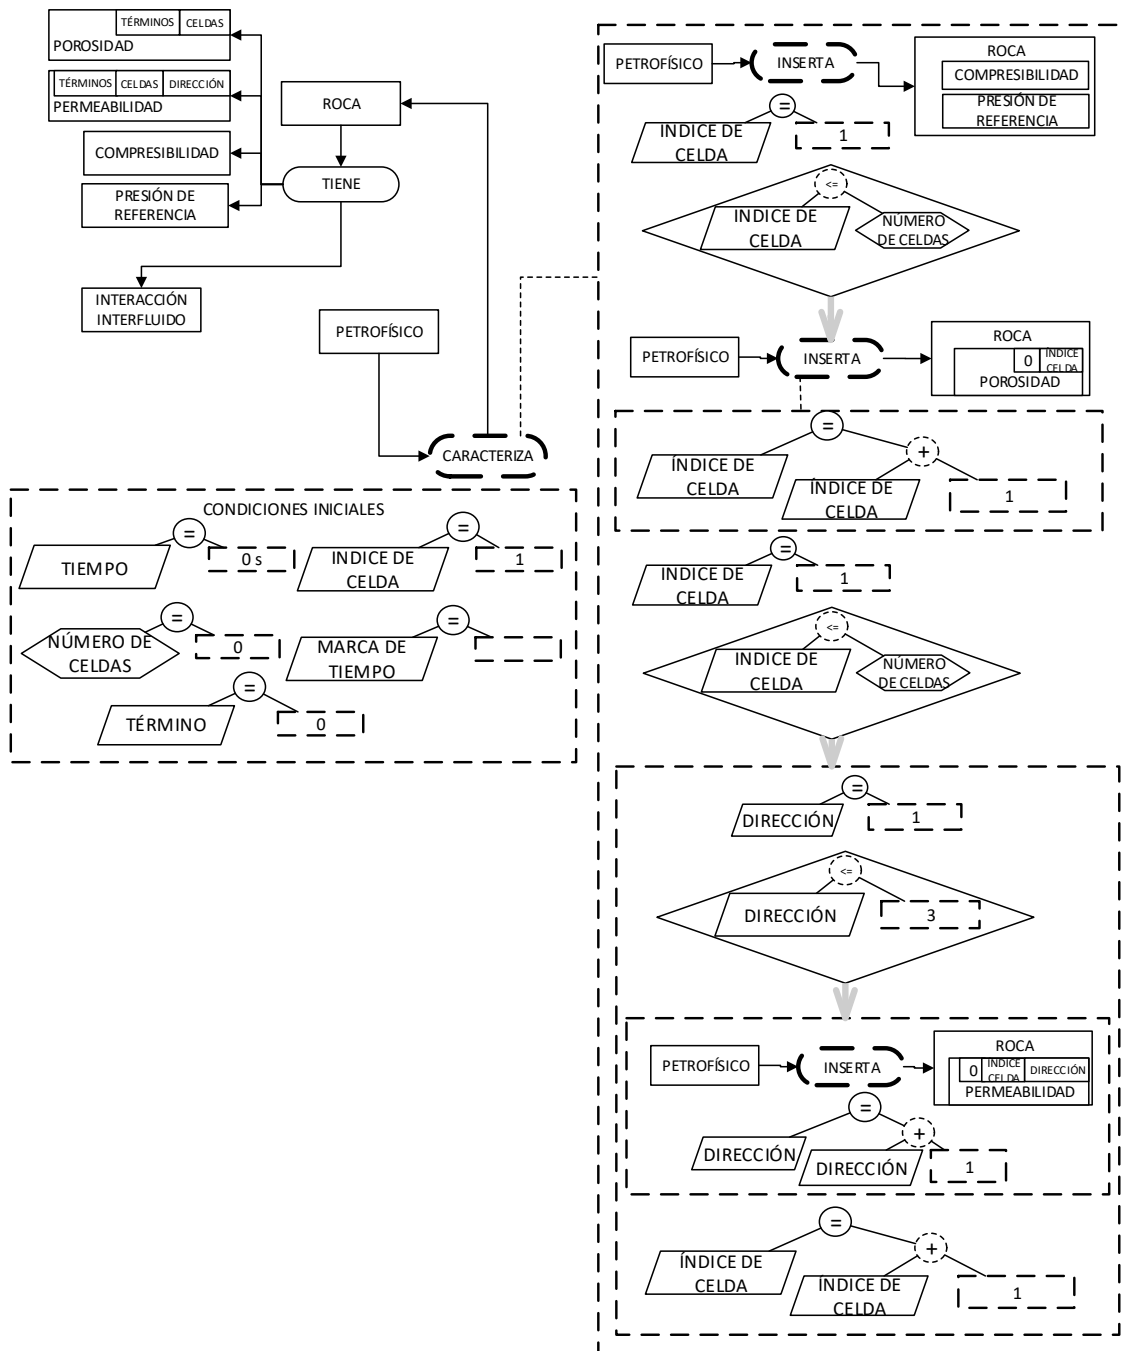 TÉRMINOS CELDAS
POROSIDAD
TÉRMINOS CELDAS DIRECCIÓN
PERMEABILIDAD
COMPRESIBILIDAD
PRESIÓN DE
REFERENCIA
ROCA
TIENE
INTERACCIÓN
INTERFLUIDO
PETROFÍSICO
CARACTERIZA
CONDICIONES INICIALES
=
TIEMPO
0 s
=
INDICE DE
CELDA
1
=
NÚMERO DE
CELDAS
0
=
MARCA DE
TIEMPO
=
TÉRMINO
0
PETROFÍSICO
INSERTA
ROCA
COMPRESIBILIDAD
PRESIÓN DE
REFERENCIA
=
INDICE DE
CELDA
1
<=
INDICE DE
CELDA
NÚMERO
DE CELDAS
PETROFÍSICO
INSERTA
ROCA
0
ÍNDICE
CELDA
POROSIDAD
=
ÍNDICE DE
CELDA
+
ÍNDICE DE
CELDA
1
=
INDICE DE
CELDA
1
<=
INDICE DE
CELDA
NÚMERO
DE CELDAS
=
DIRECCIÓN
1
<=
DIRECCIÓN
3
PETROFÍSICO
INSERTA
ROCA
0
ÍNDICE
CELDA
DIRECCIÓN
PERMEABILIDAD
=
DIRECCIÓN
+
DIRECCIÓN
1
=
ÍNDICE DE
CELDA
+
ÍNDICE DE
CELDA
1